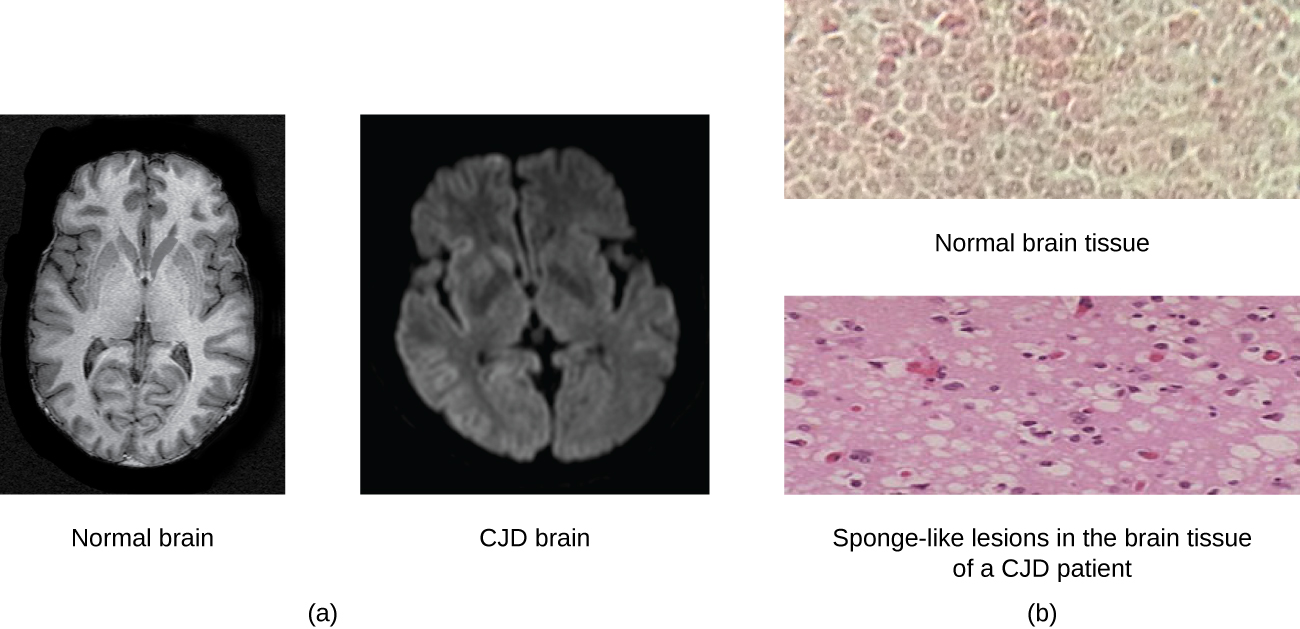 Normal brain tissue
Normal brain
CJD brain
Sponge-like lesions in the brain tissue
of a CJD patient
(a)
(b)